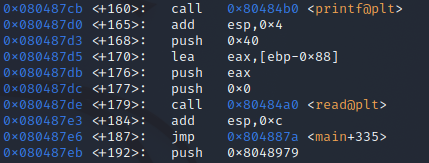 0x080487cb <+160>: call 0x80484b0 <printf@plt>
0x080487d0 <+165>: add esp,0x4
0x080487d3 <+168>: push 0x40
0x080487d5 <+170>: lea eax,[ebp-0x88]
0x080487db <+176>: push eax
0x080487dc <+177>: push 0x0
0x080487de <+179>: call 0x80484a0 <read@plt>
0x080487e3 <+184>: add esp,0xc
0x080487e6 <+187>: jmp 0x804887a <main+335>
0x080487eb <+192>: push 0x8048979